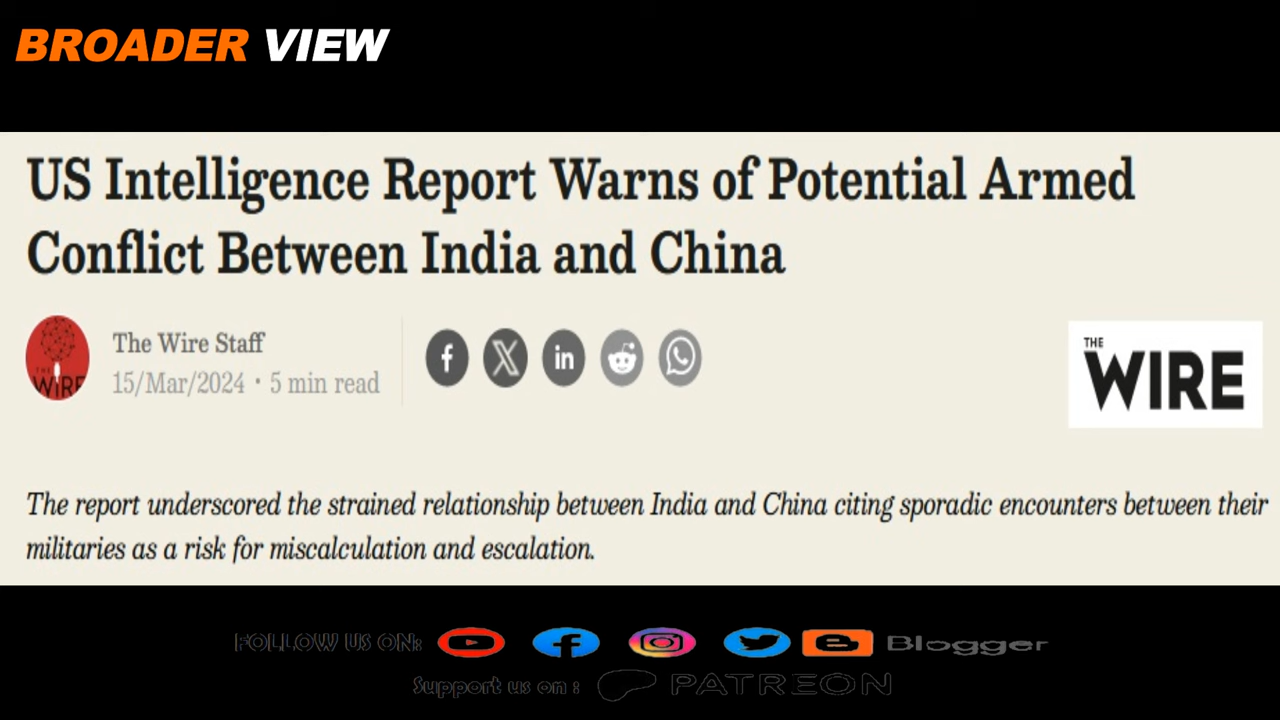 BROADER VIEW
US Intelligence Report Warns of Potential Armed
Conflict Between India and China
The Wire Staff
15/Mar/2024 • 5 min read
THE
WIRE
THE
WIRE
The report underscored the strained relationship between India and China citing sporadic encounters between their
militaries as a risk for miscalculation and escalation.
FOLLOW US ON: Blogger
Support us on : PATREON